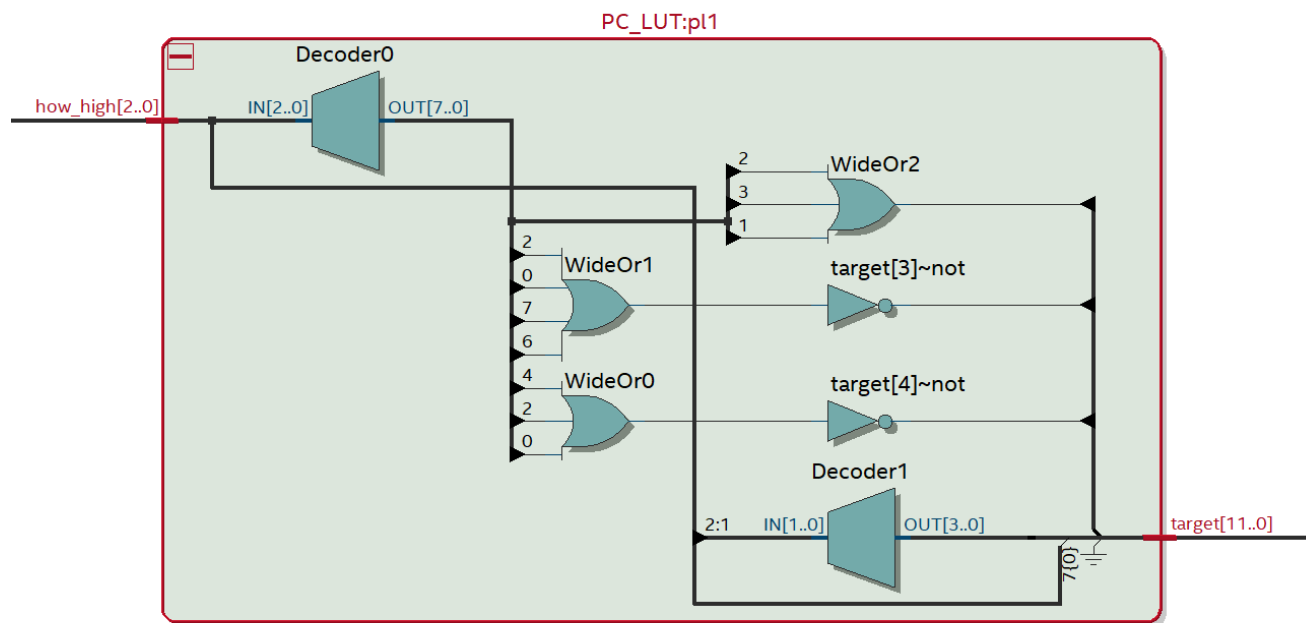 PC_LUT:pl1
Decoder0
how_high[2..0]
IN[2..0]
OUT[7..0]
2
WideOr2
3
1
2
WideOr1
0
7
6
target[3]~not
4
WideOr0
2
0
target[4]~not
Decoder1
2:1
IN[1..0]
OUT[3..0]
7{0}
target[11..0]